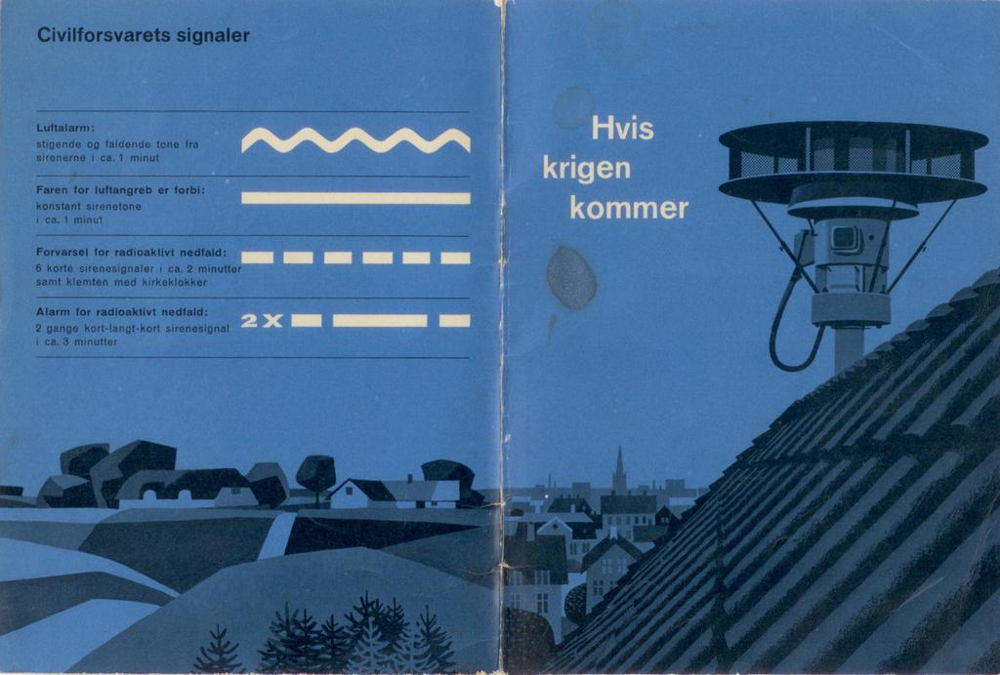 Civilforsvarets signaler
Luftalarm:
stigende og faldende tone fra
sirenerne i ca. 1 minut
Faren for luftangreb er forbi:
konstant sirenetone
i ca. 1 minut
Forvarsel for radioaktivt nedfald:
6 korte sirenesignaler i ca. 2 minutter
samt klemten med kirkeklokker
Alarm for radioaktivt nedfald:
2 gange kort-langt-kort sirenesignal
i ca. 3 minutter
2X
Hvis
krigen
kommer